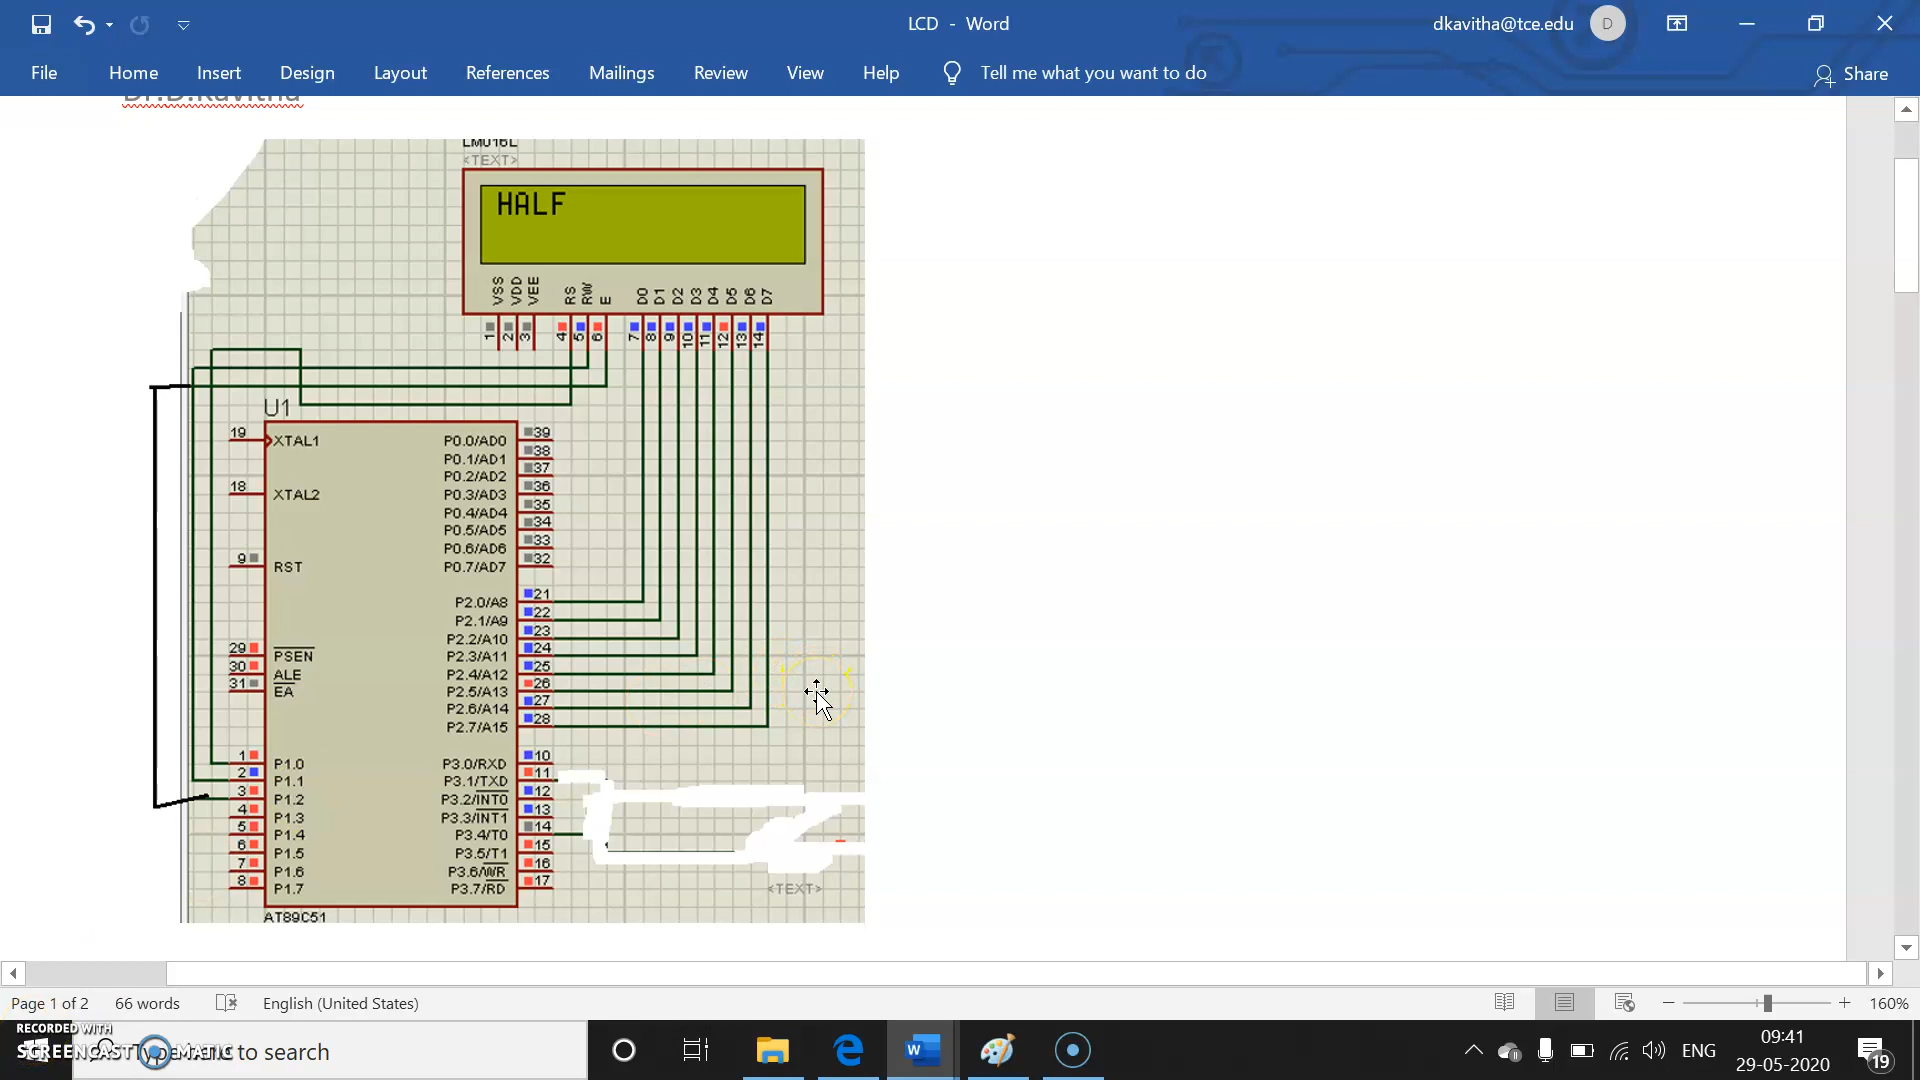 LCD - Word
dkavitha@tce.edu
D
File
Home
Insert
Design
Layout
References
Mailings
Review
View
Help
Tell me what you want to do
Share
Dr.D.Kavitha
LM016L
<TEXT>
HALF
VSS
VDD
VEE
RS
RW
E
D0
D1
D2
D3
D4
D5
D6
D7
1
2
3
4
5
6
7
8
9
10
11
12
13
14
U1
19 XTAL1 P0.0/AD0 39
P0.1/AD1 38
P0.2/AD2 37
18 XTAL2 P0.3/AD3 36
P0.4/AD4 35
P0.5/AD5 34
P0.6/AD6 33
9 RST P0.7/AD7 32
P2.0/A8 21
P2.1/A9 22
P2.2/A10 23
29 PSEN P2.3/A11 24
30 ALE P2.4/A12 25
31 EA P2.5/A13 26
P2.6/A14 27
P2.7/A15 28
1 P1.0 P3.0/RXD 10
2 P1.1 P3.1/TXD 11
3 P1.2 P3.2/INT0 12
4 P1.3 P3.3/INT1 13
5 P1.4 P3.4/T0 14
6 P1.5 P3.5/T1 15
7 P1.6 P3.6/WR 16
8 P1.7 P3.7/RD 17
<TEXT>
AT89C51
Page 1 of 2
66 words
English (United States)
160%
RECORDED WITH
SCREENCAST MATIC
Type here to search
W
ENG
09:41
29-05-2020
19